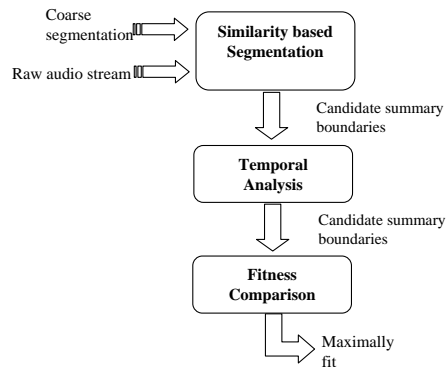 Coarse
segmentation
Similarity based
Segmentation
Raw audio stream
Candidate summary
boundaries
Temporal
Analysis
Candidate summary
boundaries
Fitness
Comparison
Maximally
fit